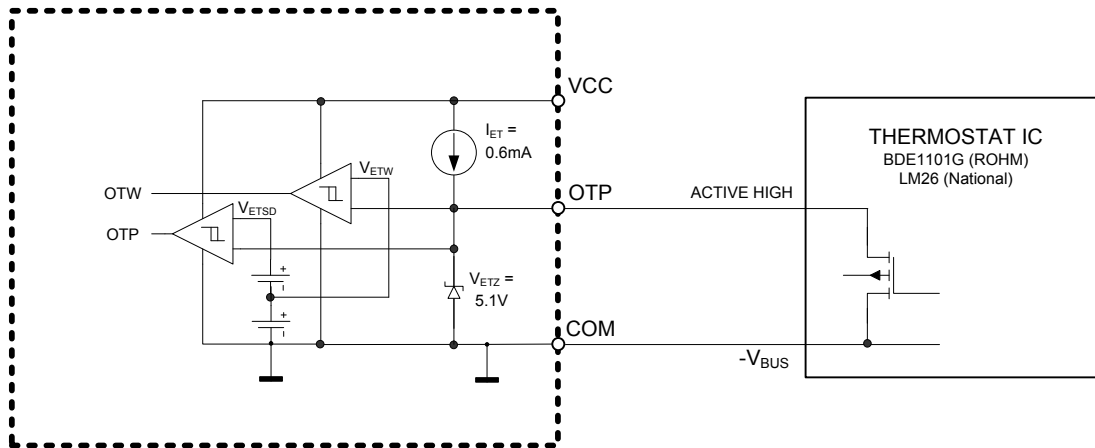 VCC
I_ET =
0.6mA
THERMOSTAT IC
BDE1101G (ROHM)
LM26 (National)
V_ETW
OTW
OTP
ACTIVE HIGH
V_ETSD
OTP
+
-
+
-
V_ETZ =
5.1V
COM
-V_BUS